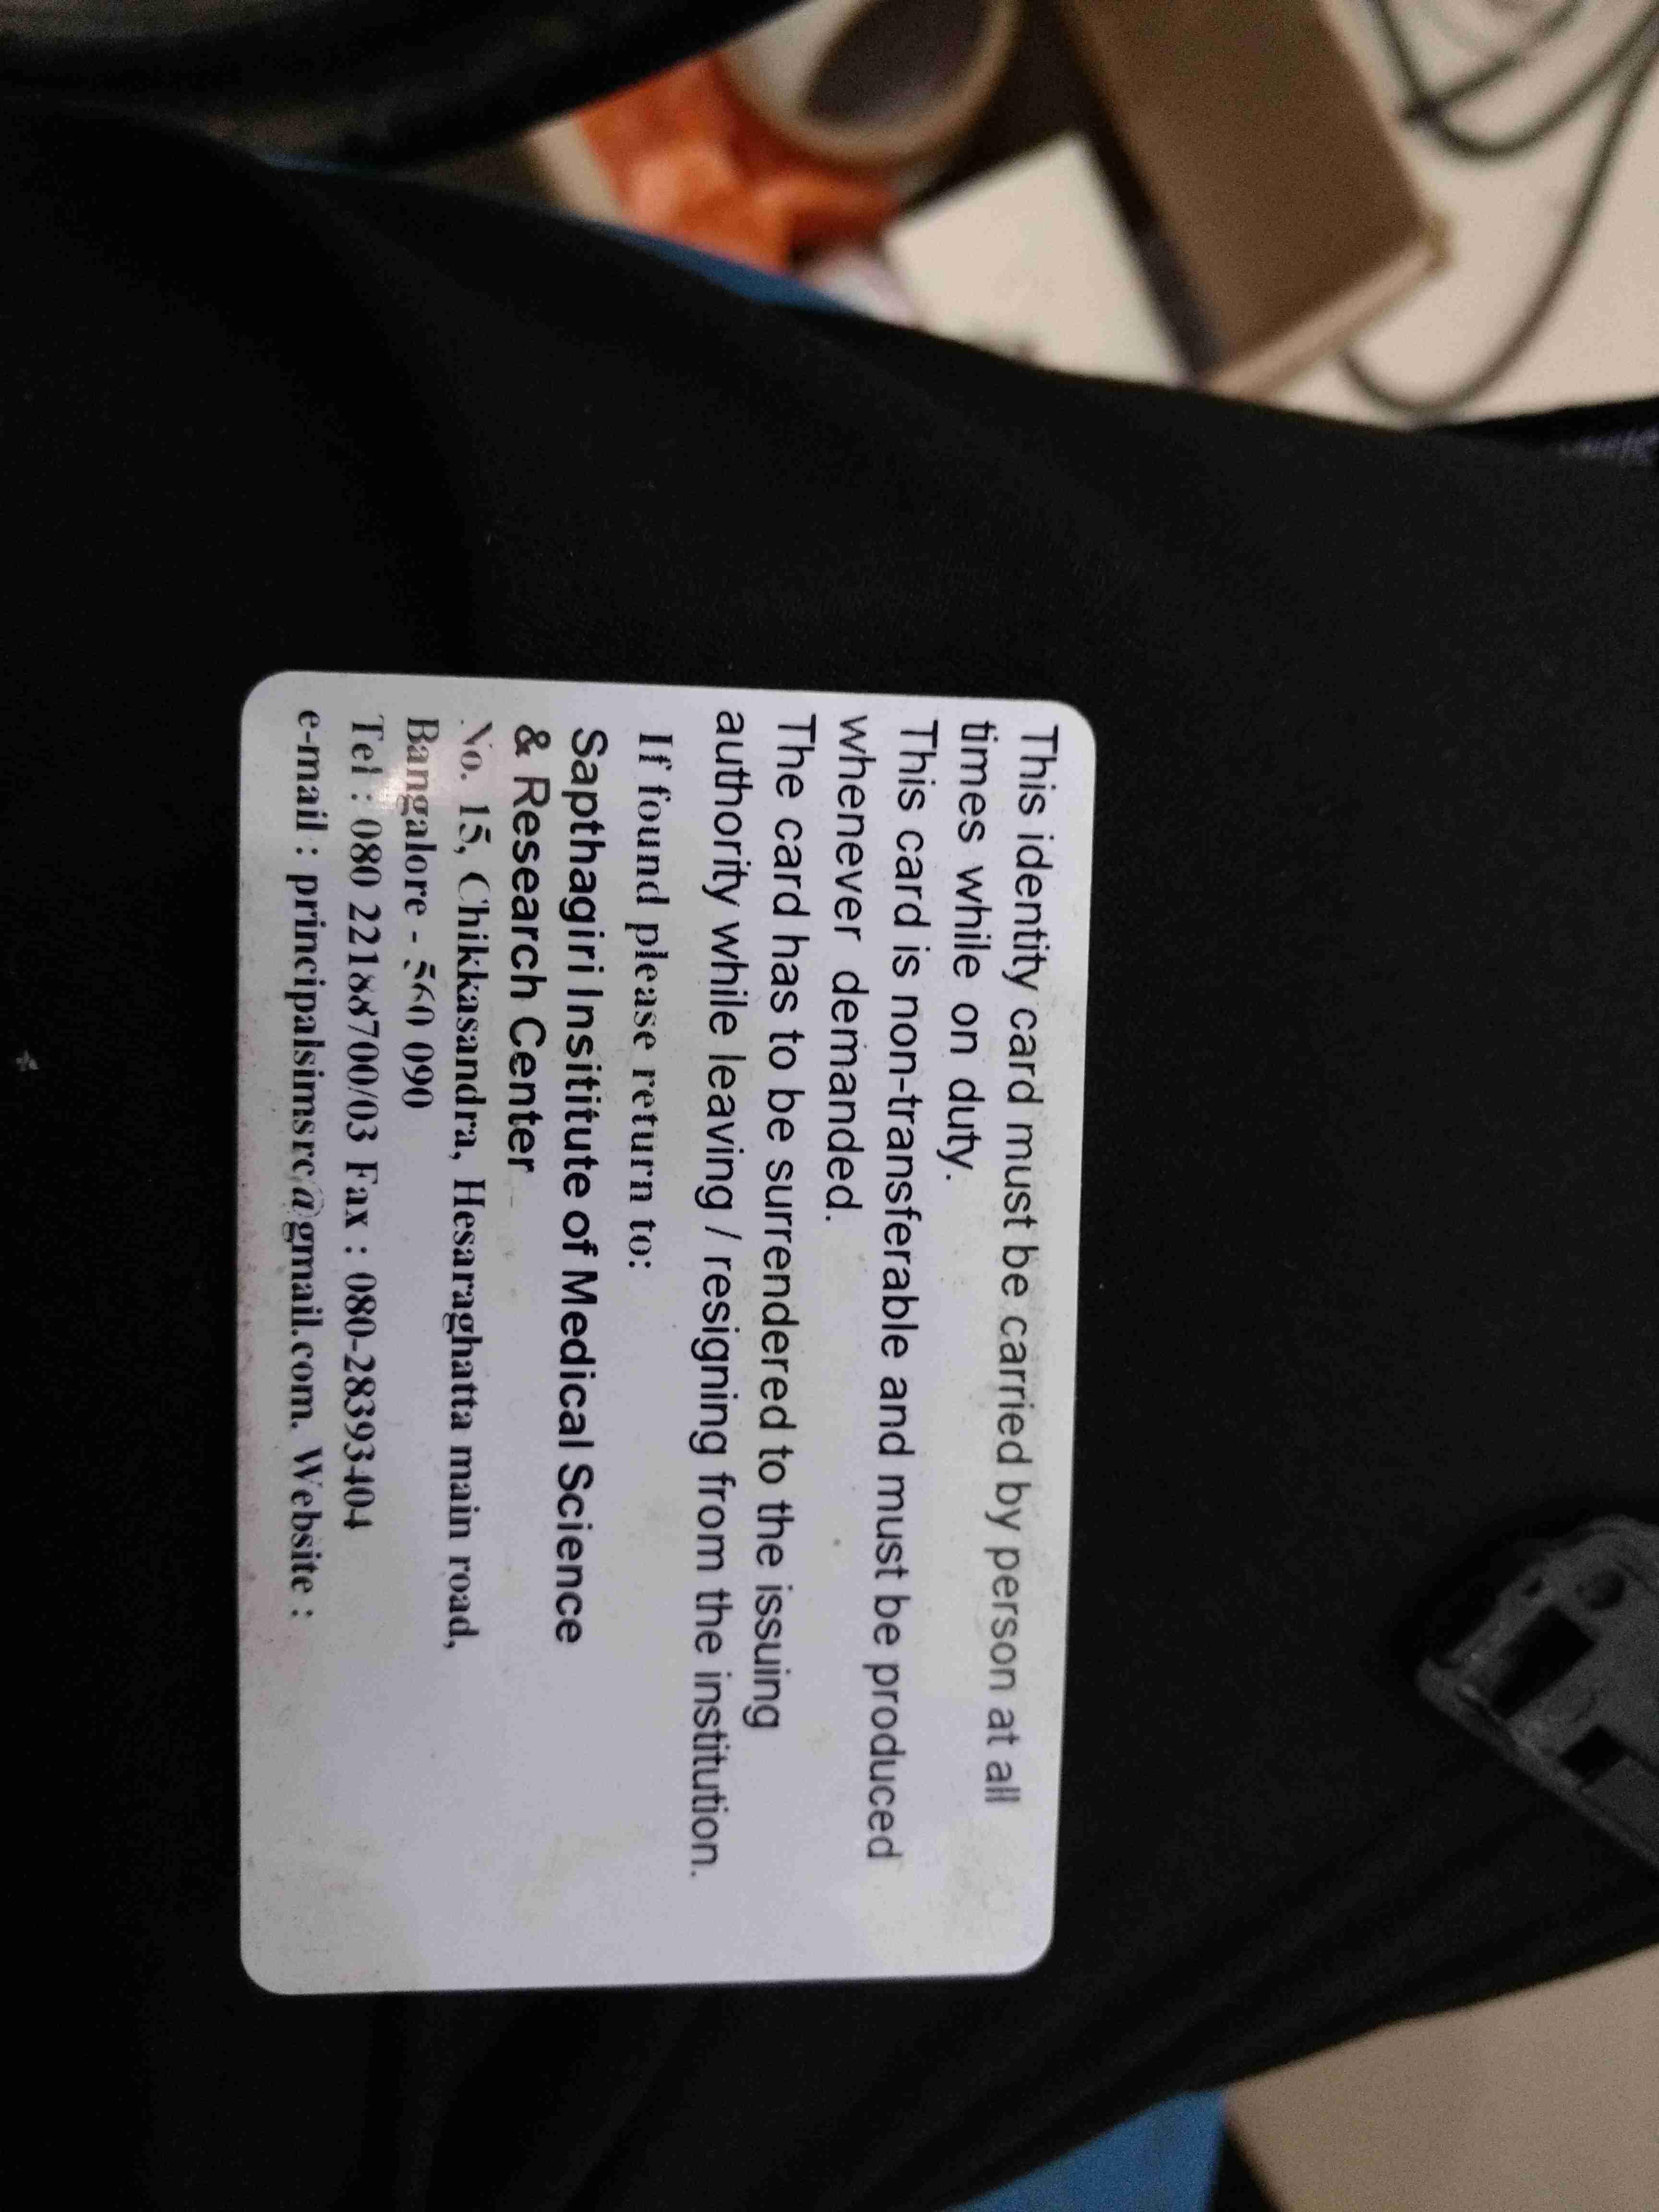 This identity card must be carried by person at all
times while on duty.
This card is non-transferable and must be produced
whenever demanded.
The card has to be surrendered to the issuing
authority while leaving / resigning from the institution.
If found please return to:
Sapthagiri Insititute of Medical Science
& Research Center
No. 15, Chikkasandra, Hesaraghatta main road,
Bangalore - 560 090
Tel : 080 22188700/03 Fax : 080-28393404
e-mail : principalsimsrc@gmail.com. Website :